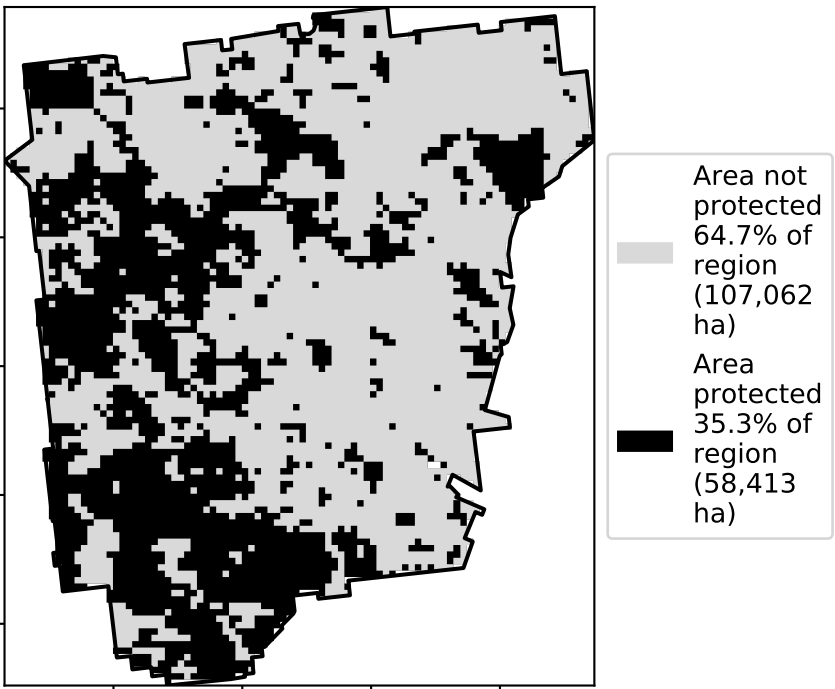 Area not
protected
64.7% of
region
(107,062
ha)
Area
protected
35.3% of
region
(58,413
ha)